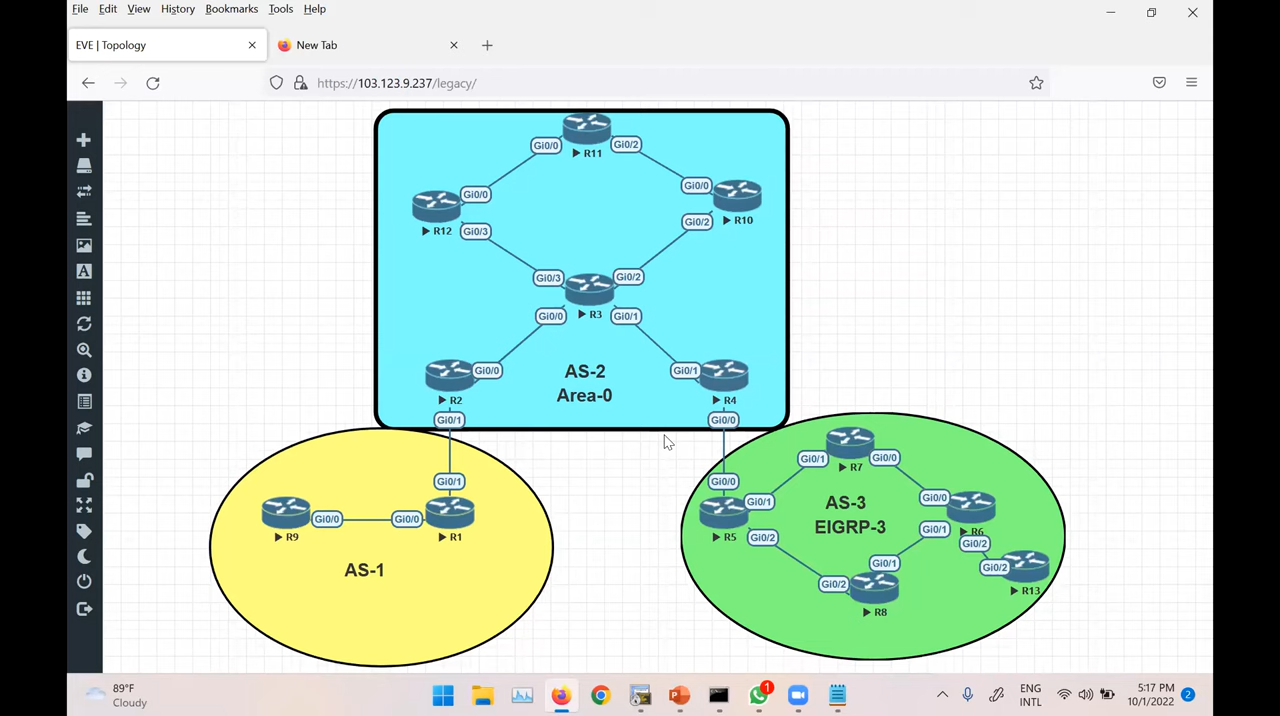 File Edit View History Bookmarks Tools Help
EVE | Topology
New Tab
https://103.123.9.237/legacy/
R11
Gi0/0
Gi0/2
Gi0/0
Gi0/0
R12
R10
Gi0/3
Gi0/2
Gi0/3
Gi0/2
R3
Gi0/0
Gi0/1
Gi0/0
Gi0/1
AS-2
Area-0
R2
R4
Gi0/1
Gi0/0
Gi0/1
Gi0/0
R9
Gi0/0
Gi0/0
R1
AS-1
R7
Gi0/1
Gi0/0
Gi0/1
Gi0/0
AS-3
EIGRP-3
R5
Gi0/2
R6
Gi0/1
Gi0/2
Gi0/1
Gi0/2
Gi0/2
R13
R8
89°F
Cloudy
1
ENG
INTL
5:17 PM
10/1/2022
2